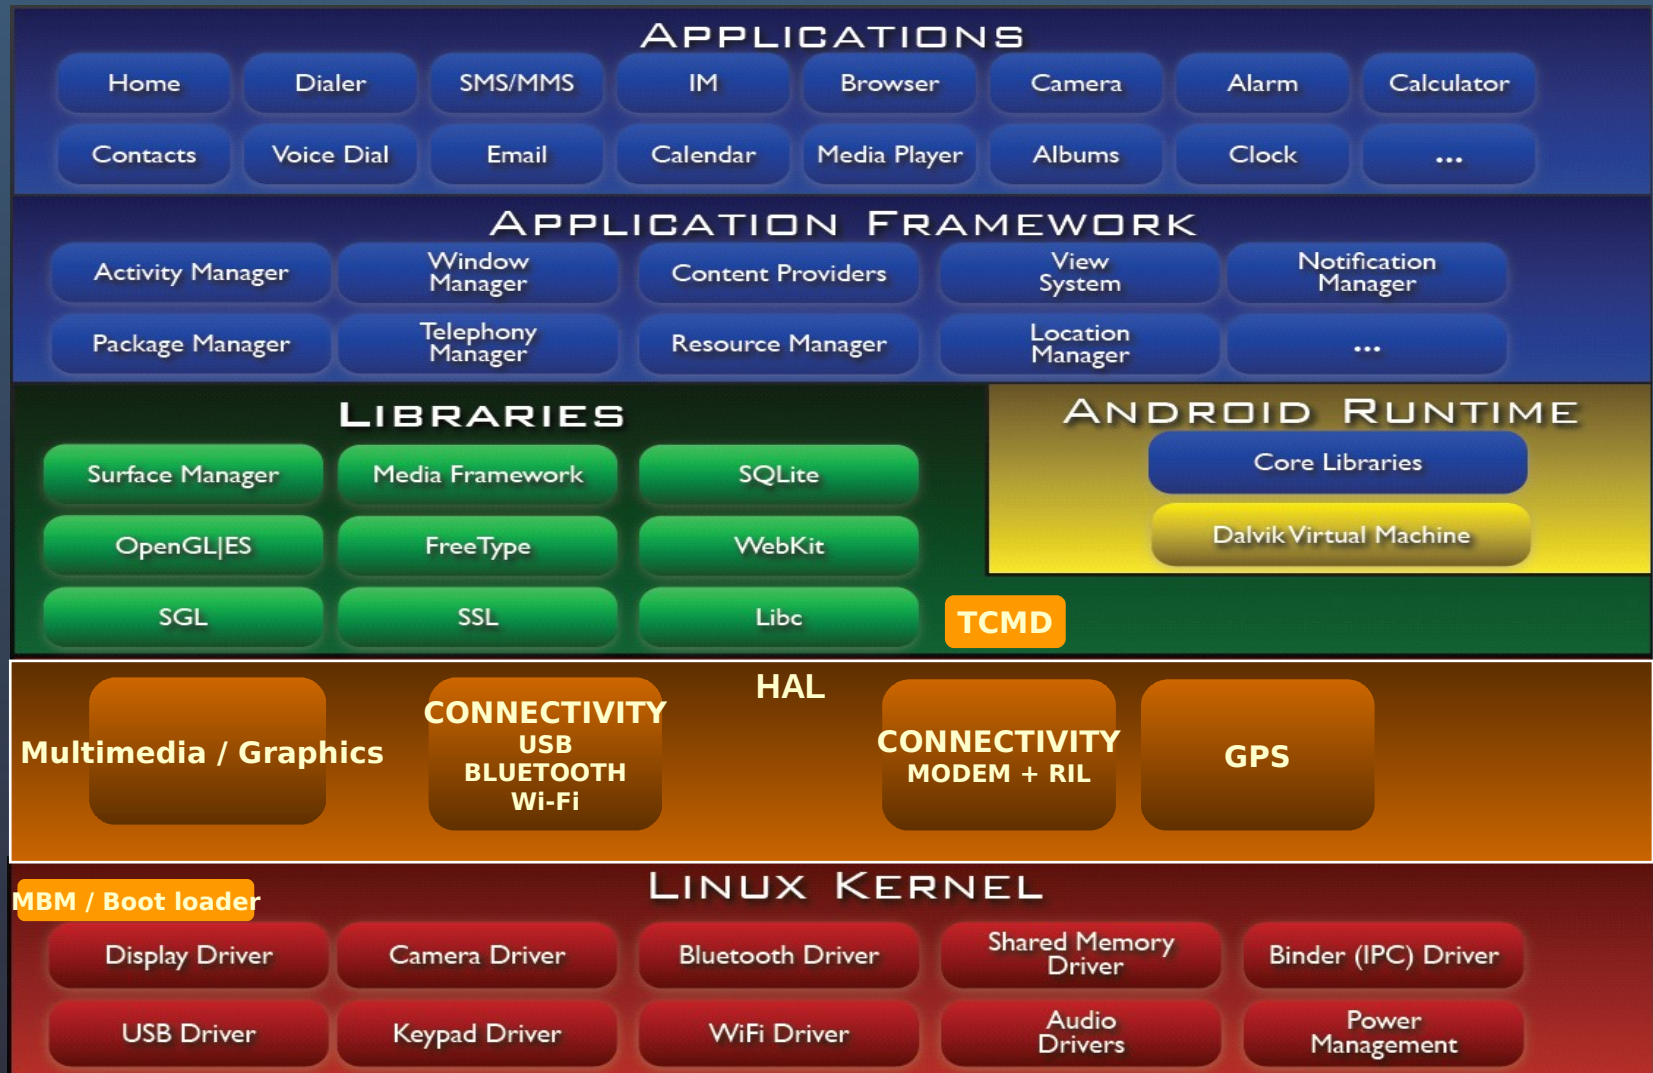 APPLICATIONS
Home Dialer SMS/MMS IM Browser Camera Alarm Calculator
Contacts Voice Dial Email Calendar Media Player Albums Clock ...
APPLICATION FRAMEWORK
Activity Manager
Window
Manager
Content Providers
View
System
Notification
Manager
Package Manager
Telephony
Manager
Resource Manager
Location
Manager
...
LIBRARIES
Surface Manager Media Framework SQLite
OpenGL|ES FreeType WebKit
SGL SSL Libc
TCMD
ANDROID RUNTIME
Core Libraries
Dalvik Virtual Machine
HAL
Multimedia / Graphics
CONNECTIVITY
USB
BLUETOOTH
Wi-Fi
CONNECTIVITY
MODEM + RIL
GPS
LINUX KERNEL
MBM / Boot loader
Display Driver
Camera Driver
Bluetooth Driver
Shared Memory
Driver
Binder (IPC) Driver
USB Driver
Keypad Driver
WiFi Driver
Audio
Drivers
Power
Management